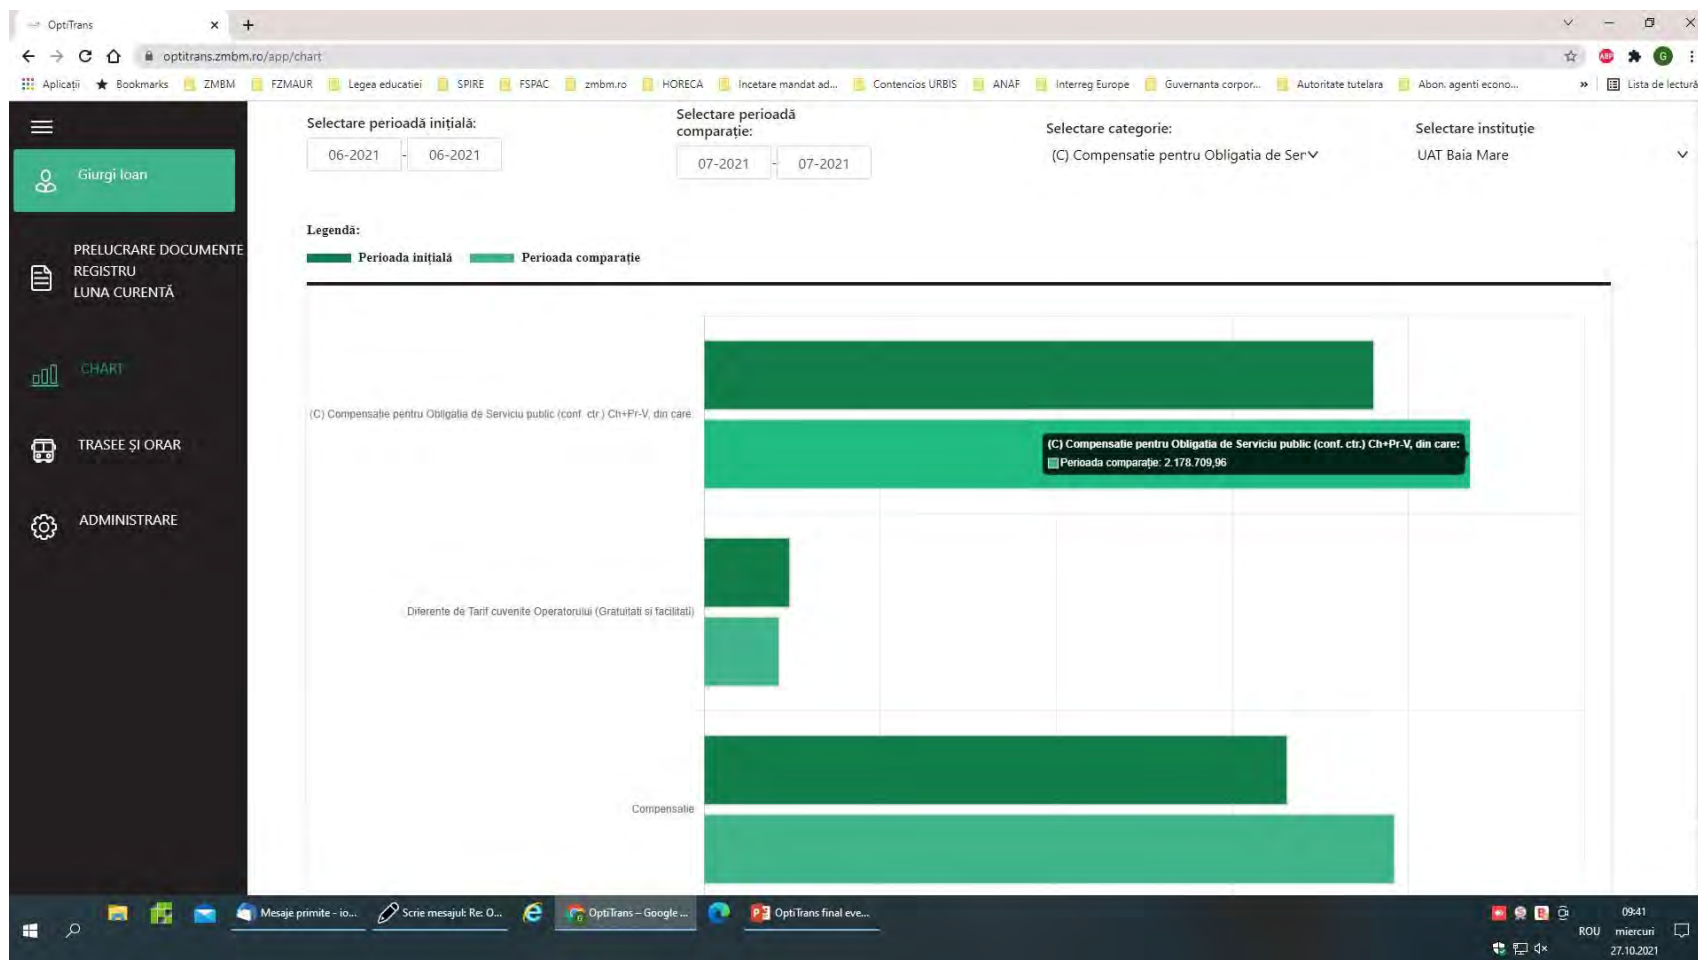 OptiTrans
optitrans.zmbm.ro/app/chart
Aplicații Bookmarks ZMBM FZMAUR Legea educatiei SPIRE FSPAC zmbm.ro HORECA Incetare mandat ad... Contencios URBIS ANAF Interreg Europe Guvernanta corpor... Autoritate tutelara Abon. agenti econo... » Lista de lectură
Giurgi Ioan
PRELUCRARE DOCUMENTE
REGISTRU
LUNA CURENTĂ
CHART
TRASEE ȘI ORAR
ADMINISTRARE
Selectare perioadă inițială:
06-2021 - 06-2021
Selectare perioadă
comparație:
07-2021 - 07-2021
Selectare categorie:
(C) Compensatie pentru Obligatia de Ser
Selectare instituție
UAT Baia Mare
Legendă:
Perioada inițială Perioada comparație
(C) Compensatie pentru Obligatia de Serviciu public (conf. ctr.) Ch+Pr-V, din care:
(C) Compensatie pentru Obligatia de Serviciu public (conf. ctr.) Ch+Pr-V, din care:
Perioada comparație: 2.178.709,96
Diferente de Tarif cuvenite Operatorului (Gratuitati si facilitati)
Compensatie
Mesaje primite - io... Scrie mesajul: Re: O... OptiTrans – Google ... OptiTrans final eve...
09:41
ROU miercuri
27.10.2021